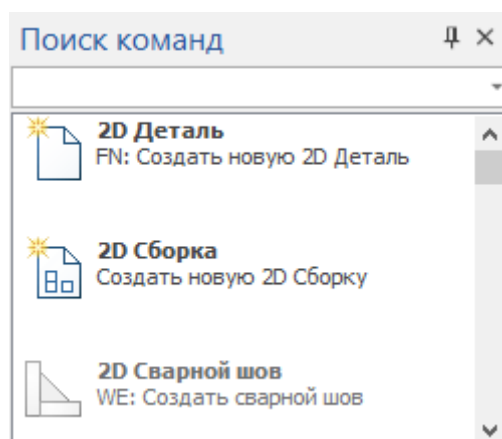 Поиск команд
2D Деталь
FN: Создать новую 2D Деталь
2D Сборка
Создать новую 2D Сборку
2D Сварной шов
WE: Создать сварной шов